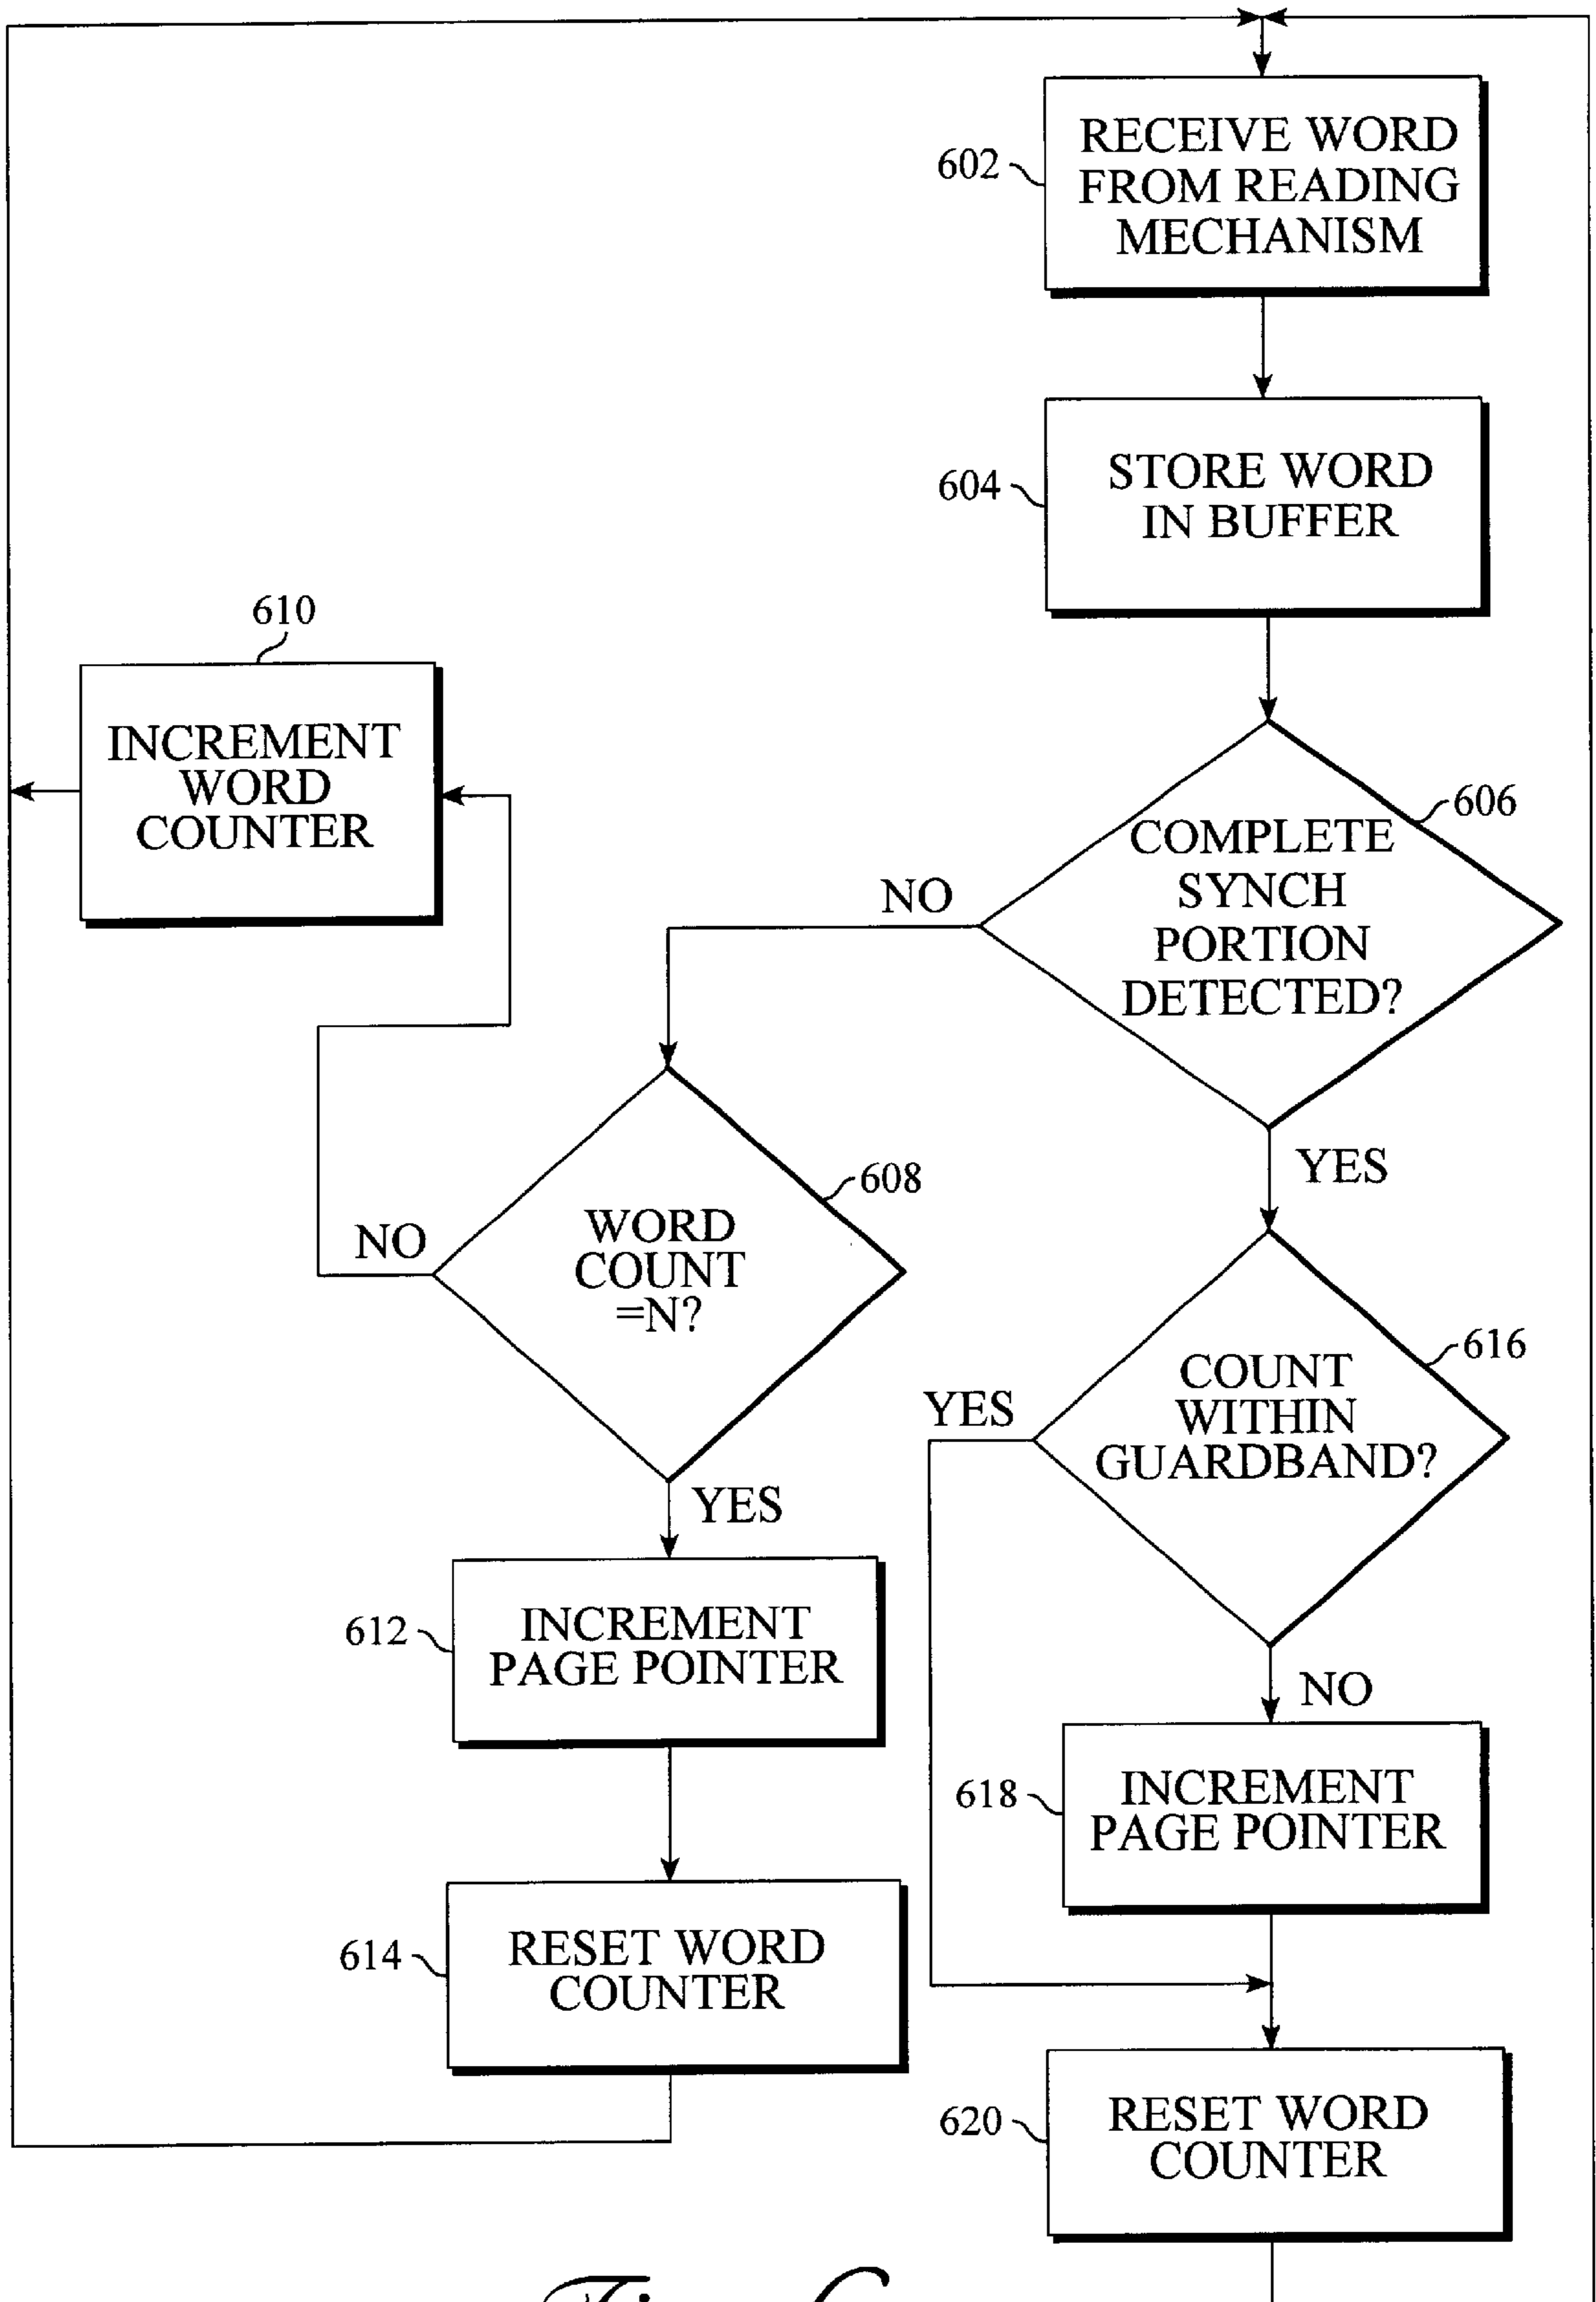 602
RECEIVE WORD
FROM READING
MECHANISM
604
STORE WORD
IN BUFFER
610
INCREMENT
WORD
COUNTER
606
COMPLETE
SYNCH
PORTION
DETECTED?
NO
YES
608
WORD
COUNT
=N?
NO
YES
616
COUNT
WITHIN
GUARDBAND?
YES
NO
612
INCREMENT
PAGE POINTER
618
INCREMENT
PAGE POINTER
614
RESET WORD
COUNTER
620
RESET WORD
COUNTER